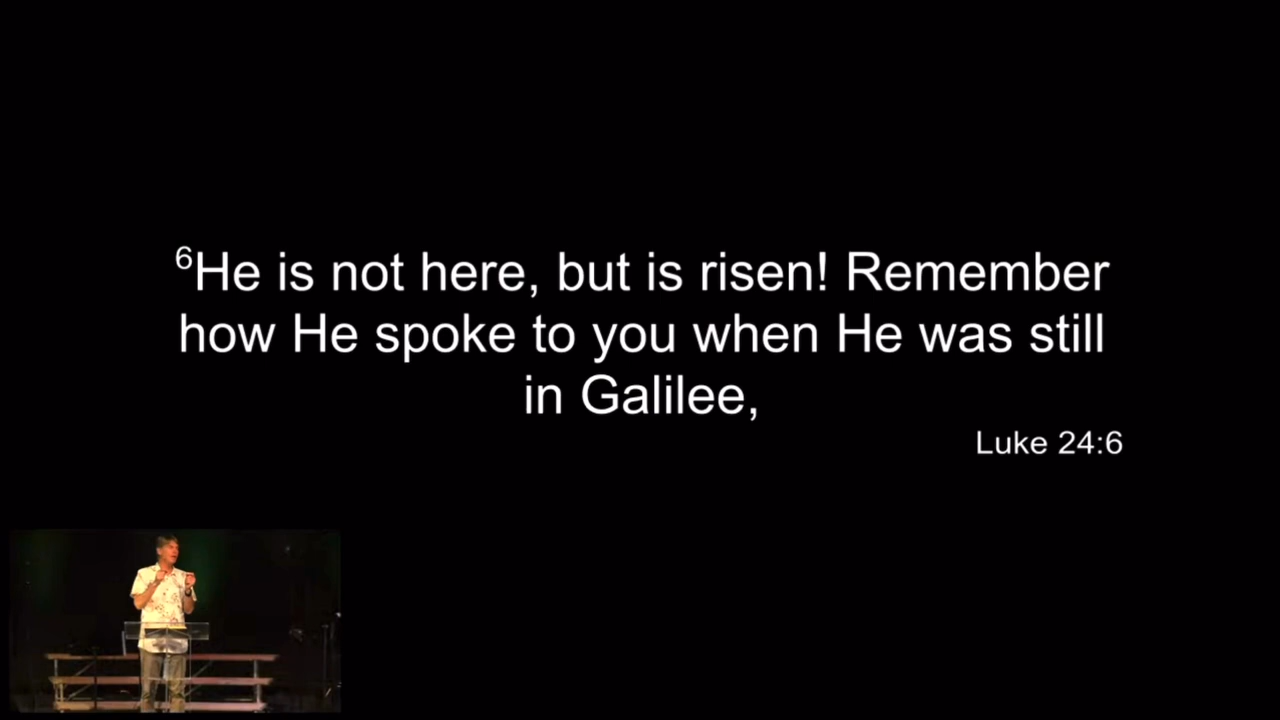 ⁶He is not here, but is risen! Remember
how He spoke to you when He was still
in Galilee,
Luke 24:6